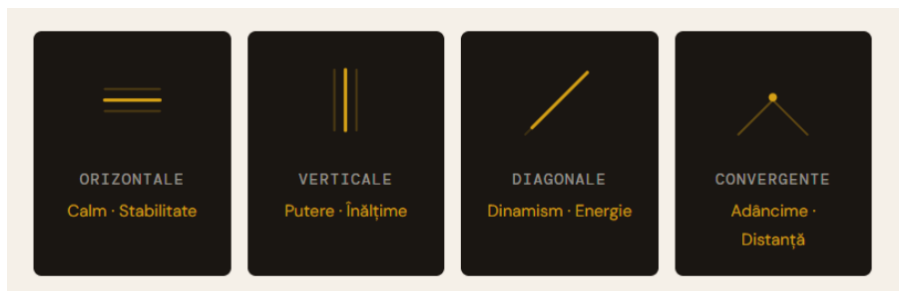 ORIZONTALE
Calm · Stabilitate
VERTICALE
Putere · Înălțime
DIAGONALE
Dinamism · Energie
CONVERGENTE
Adâncime ·
Distanță